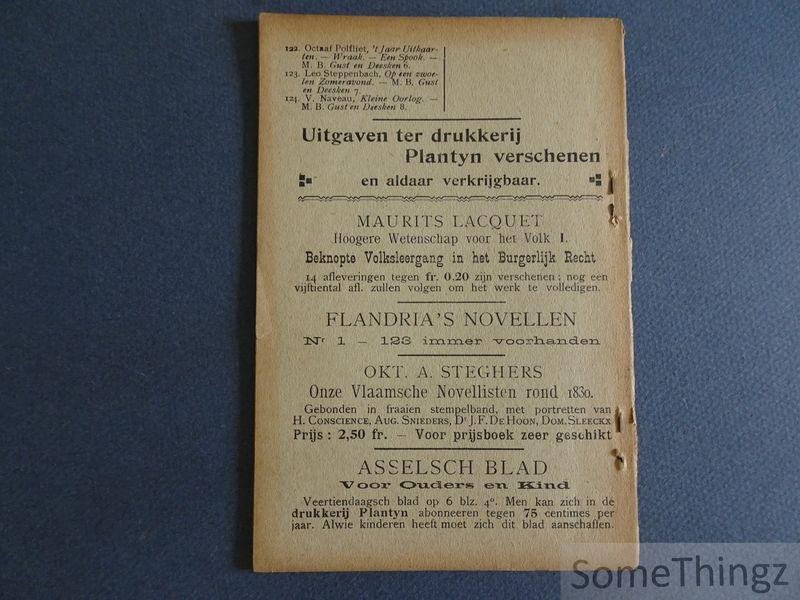 122. Octaaf Polfliet, 't Jaar Uitkaar-
ten. — Wraak. — Een Spook. —
M. B. Gust en Deesken 6.
123. Leo Steppenbach, Op een zwoe-
len Zomeravond. — M. B. Gust
en Deesken 7.
124. V. Naveau, Kleine Oorlog. —
M. B. Gust en Deesken 8.
Uitgaven ter drukkerij
Plantyn verschenen
en aldaar verkrijgbaar.
MAURITS LACQUET
Hoogere Wetenschap voor het Volk I.
Beknopte Volksleergang in het Burgerlijk Recht
14 afleveringen tegen fr. 0.20 zijn verschenen ; nog een
vijftiental afl. zullen volgen om het werk te volledigen.
FLANDRIA'S NOVELLEN
Nr 1 – 123 immer voorhanden
OKT. A. STEGHERS
Onze Vlaamsche Novellisten rond 1830.
Gebonden in fraaien stempelband, met portretten van
H. Conscience, Aug. Snieders, Dr J. F. De Hoon, Dom. Sleeckx
Prijs : 2,50 fr. — Voor prijsboek zeer geschikt
ASSELSCH BLAD
Voor Ouders en Kind
Veertiendaagsch blad op 6 blz. 4°. Men kan zich in de
drukkerij Plantyn abonneeren tegen 75 centimes per
jaar. Alwie kinderen heeft moet zich dit blad aanschaffen.
SomeThingz